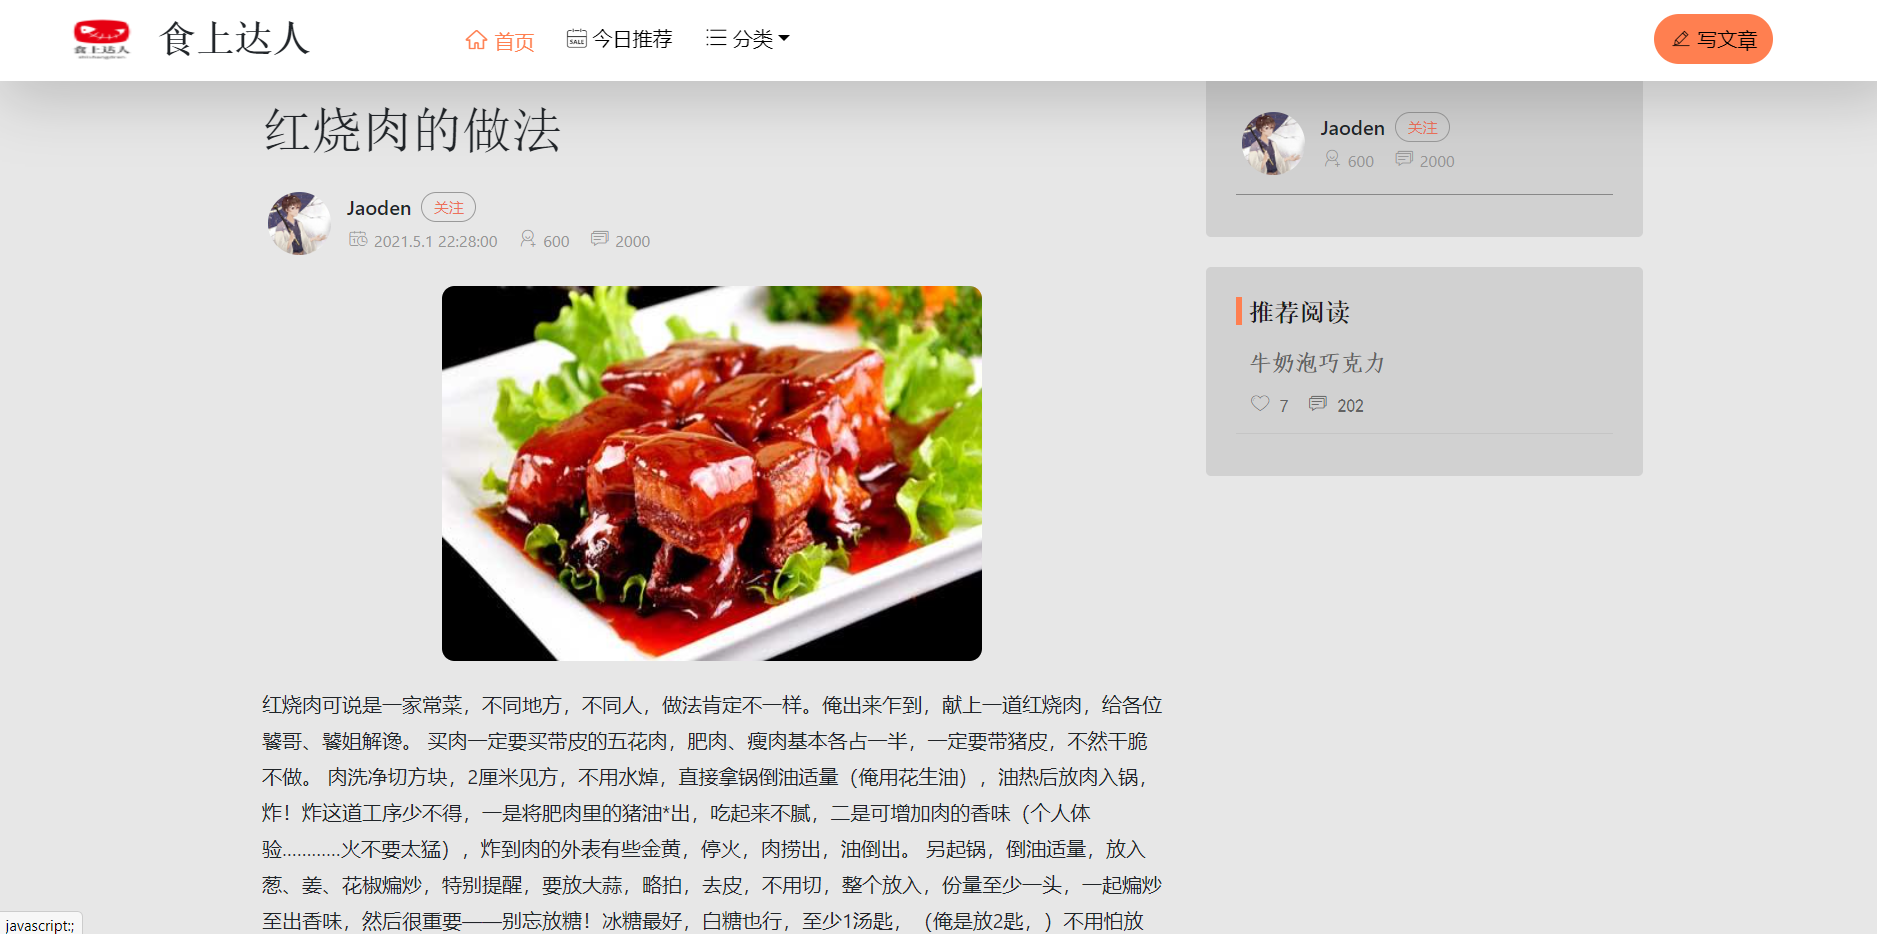 食上达人
食上达人
首页
今日推荐
分类
写文章
红烧肉的做法
Jaoden
关注
2021.5.1 22:28:00
600
2000
红烧肉可说是一家常菜，不同地方，不同人，做法肯定不一样。俺出来乍到，献上一道红烧肉，给各位
饕哥、饕姐解谗。 买肉一定要买带皮的五花肉，肥肉、瘦肉基本各占一半，一定要带猪皮，不然干脆
不做。 肉洗净切方块，2厘米见方，不用水焯，直接拿锅倒油适量（俺用花生油），油热后放肉入锅，
炸！炸这道工序少不得，一是将肥肉里的猪油*出，吃起来不腻，二是可增加肉的香味（个人体
验............火不要太猛），炸到肉的外表有些金黄，停火，肉捞出，油倒出。 另起锅，倒油适量，放入
葱、姜、花椒煸炒，特别提醒，要放大蒜，略拍，去皮，不用切，整个放入，份量至少一头，一起煸炒
至出香味，然后很重要——别忘放糖！冰糖最好，白糖也行，至少1汤匙，（俺是放2匙，）不用怕放
Jaoden
关注
600
2000
推荐阅读
牛奶泡巧克力
7
202
javascript:;